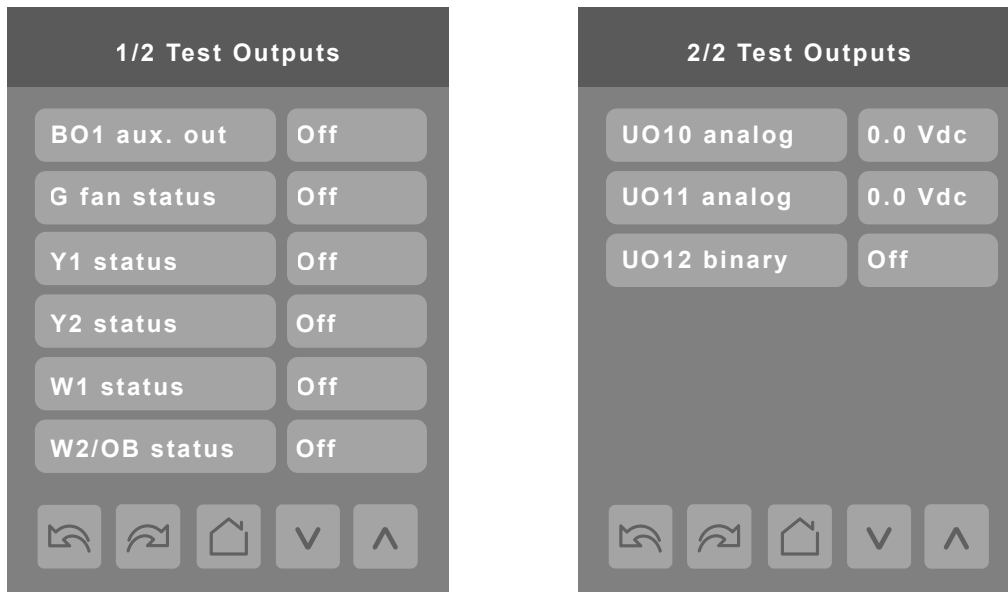 1/2 Test Outputs
BO1 aux. out Off
G fan status Off
Y1 status Off
Y2 status Off
W1 status Off
W2/OB status Off
2/2 Test Outputs
UO10 analog 0.0 Vdc
UO11 analog 0.0 Vdc
UO12 binary Off